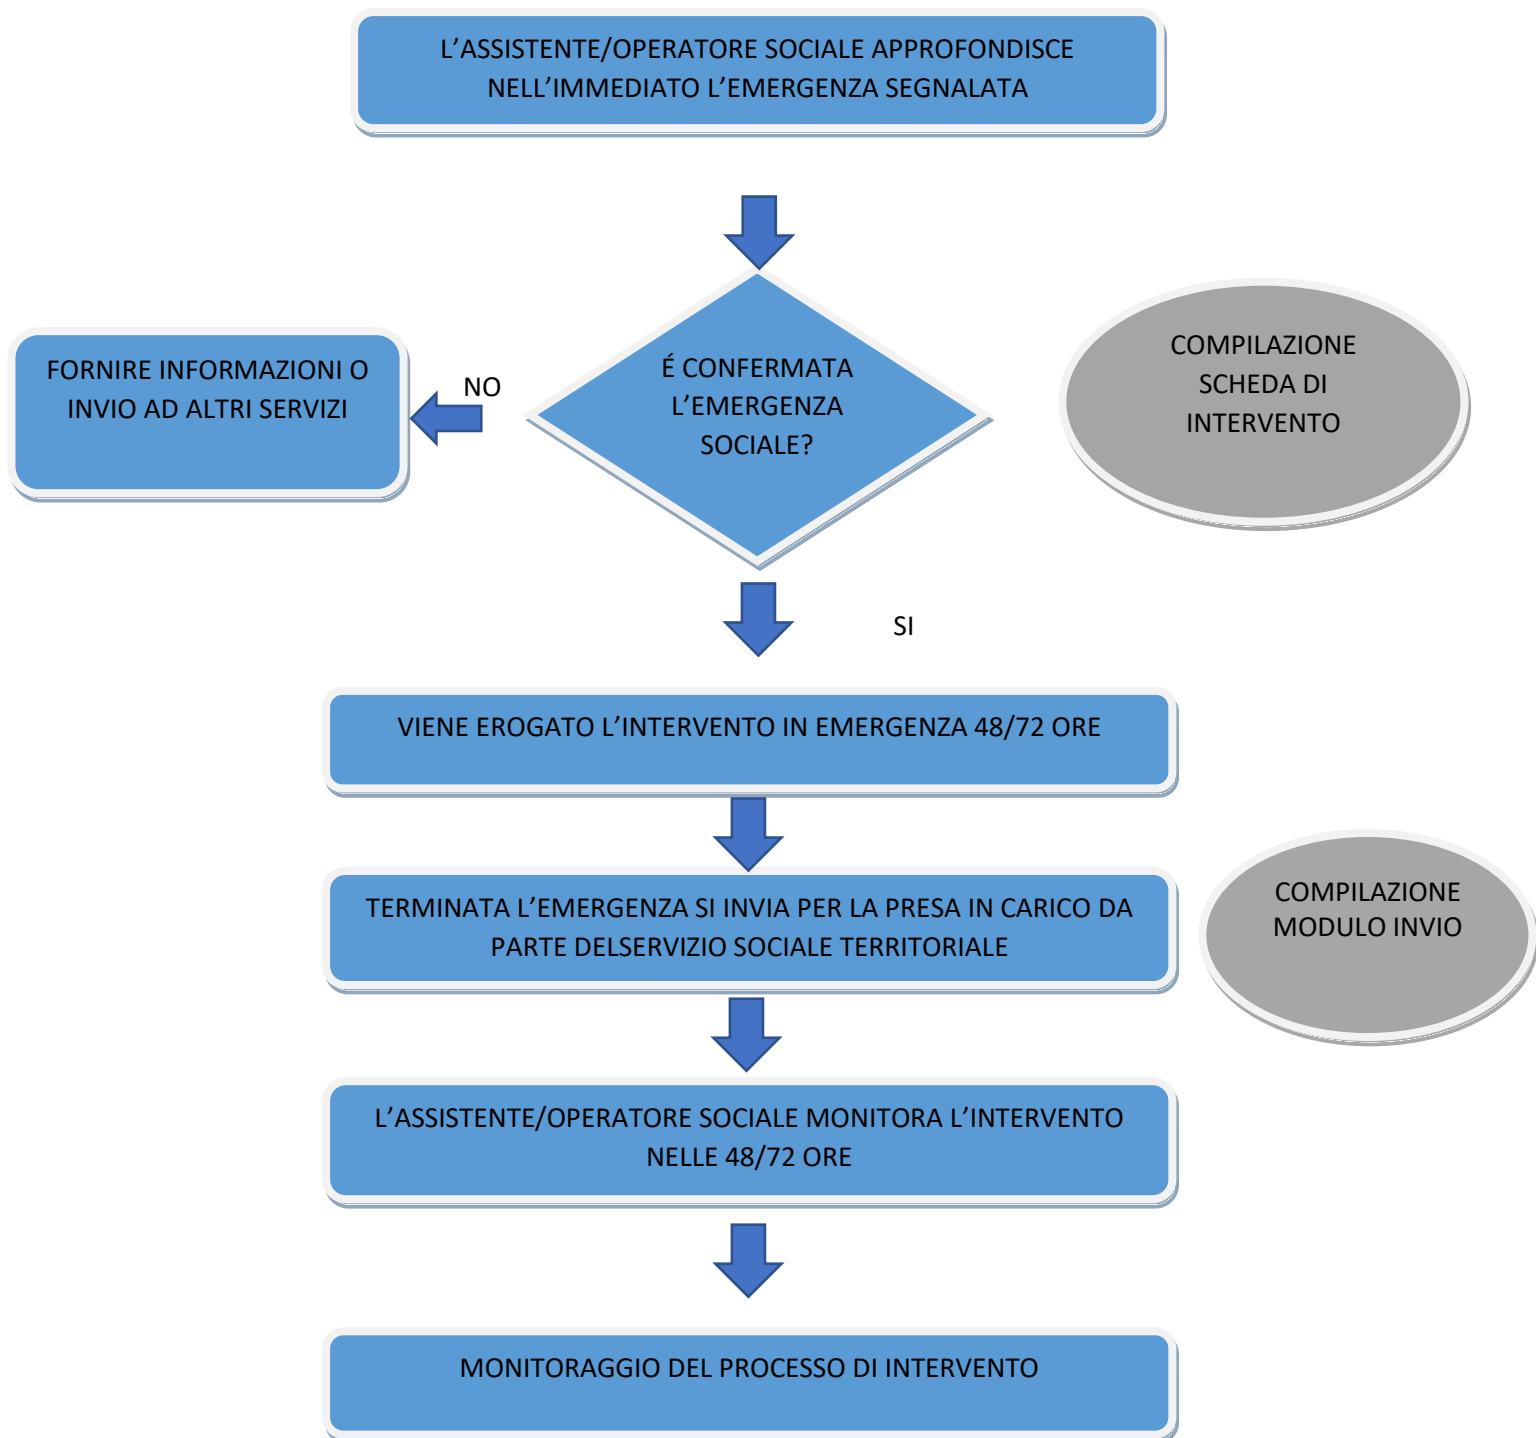 L’ASSISTENTE/OPERATORE SOCIALE APPROFONDISCE
NELL’IMMEDIATO L’EMERGENZA SEGNALATA
FORNIRE INFORMAZIONI O
INVIO AD ALTRI SERVIZI
NO
É CONFERMATA
L’EMERGENZA
SOCIALE?
COMPILAZIONE
SCHEDA DI
INTERVENTO
SI
VIENE EROGATO L’INTERVENTO IN EMERGENZA 48/72 ORE
TERMINATA L’EMERGENZA SI INVIA PER LA PRESA IN CARICO DA
PARTE DELSERVIZIO SOCIALE TERRITORIALE
COMPILAZIONE
MODULO INVIO
L’ASSISTENTE/OPERATORE SOCIALE MONITORA L’INTERVENTO
NELLE 48/72 ORE
MONITORAGGIO DEL PROCESSO DI INTERVENTO